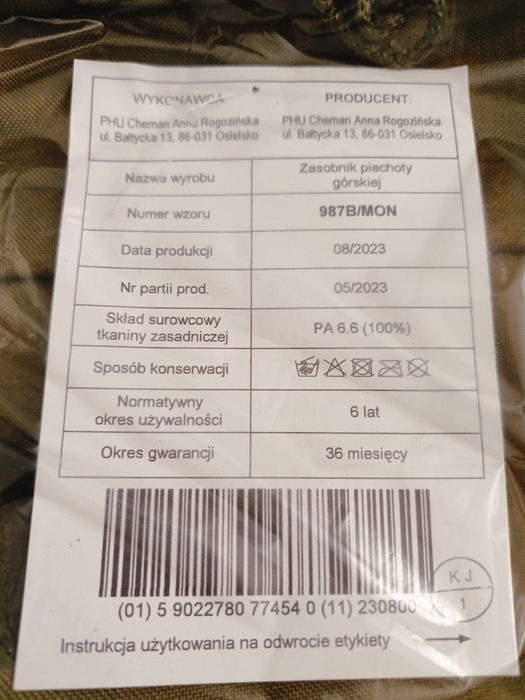 WYKONAWCA
PHU Cheman Anna Rogozińska
ul. Bałtycka 13, 86-031 Osielsko
PRODUCENT:
PHU Cheman Anna Rogozińska
ul. Bałtycka 13, 86-031 Osielsko
Nazwa wyrobu
Zasobnik piechoty
górskiej
Numer wzoru
987B/MON
Data produkcji
08/2023
Nr partii prod.
05/2023
Skład surowcowy
tkaniny zasadniczej
PA 6.6 (100%)
Sposób konserwacji
Normatywny
okres używalności
6 lat
Okres gwarancji
36 miesięcy
(01) 5 9022780 77454 0 (11) 230800
KJ
1
Instrukcja użytkowania na odwrocie etykiety